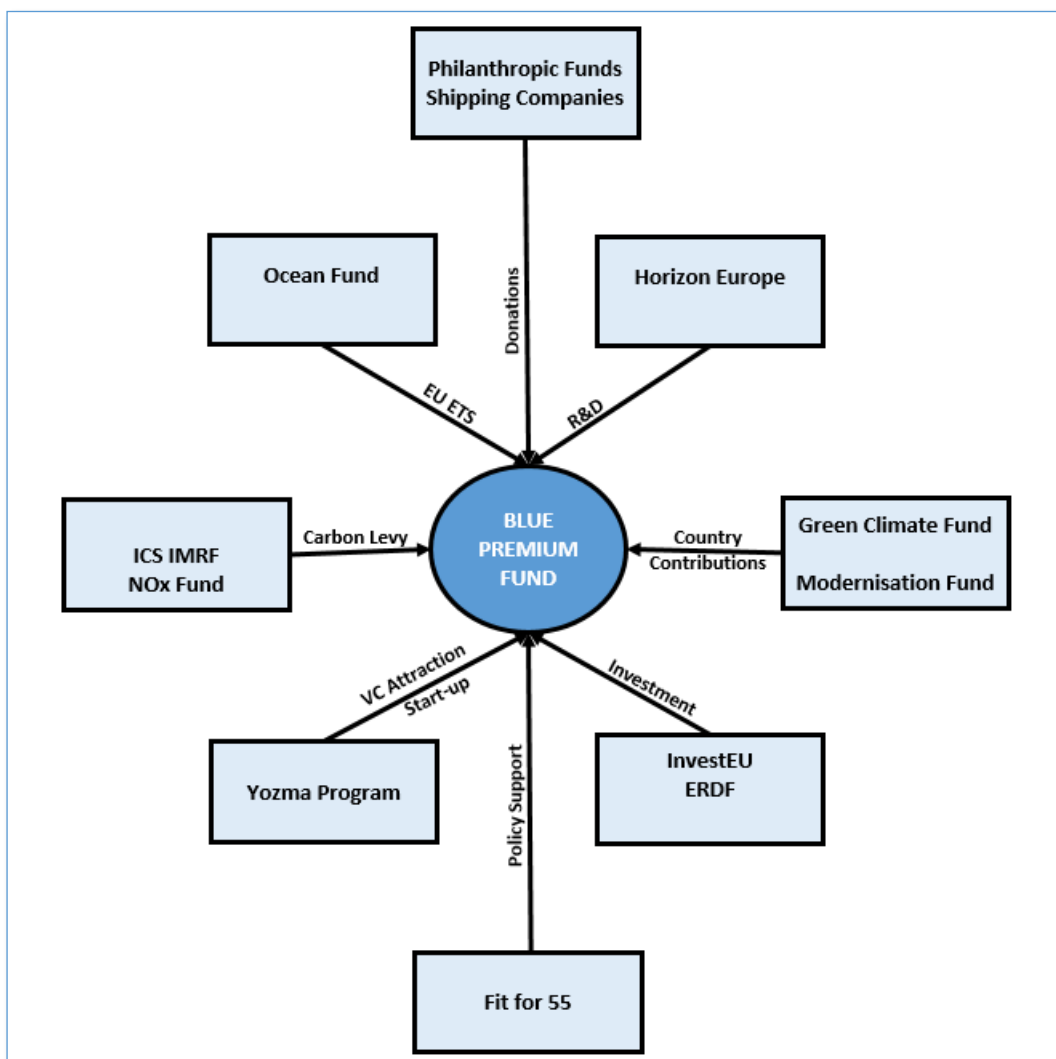 Philanthropic Funds
Shipping Companies
Donations
Ocean Fund
EU ETS
Horizon Europe
R&D
ICS IMRF
NOx Fund
Carbon Levy
BLUE
PREMIUM
FUND
Country
Contributions
Green Climate Fund
Modernisation Fund
VC Attraction
Start-up
Yozma Program
Policy Support
Investment
InvestEU
ERDF
Fit for 55